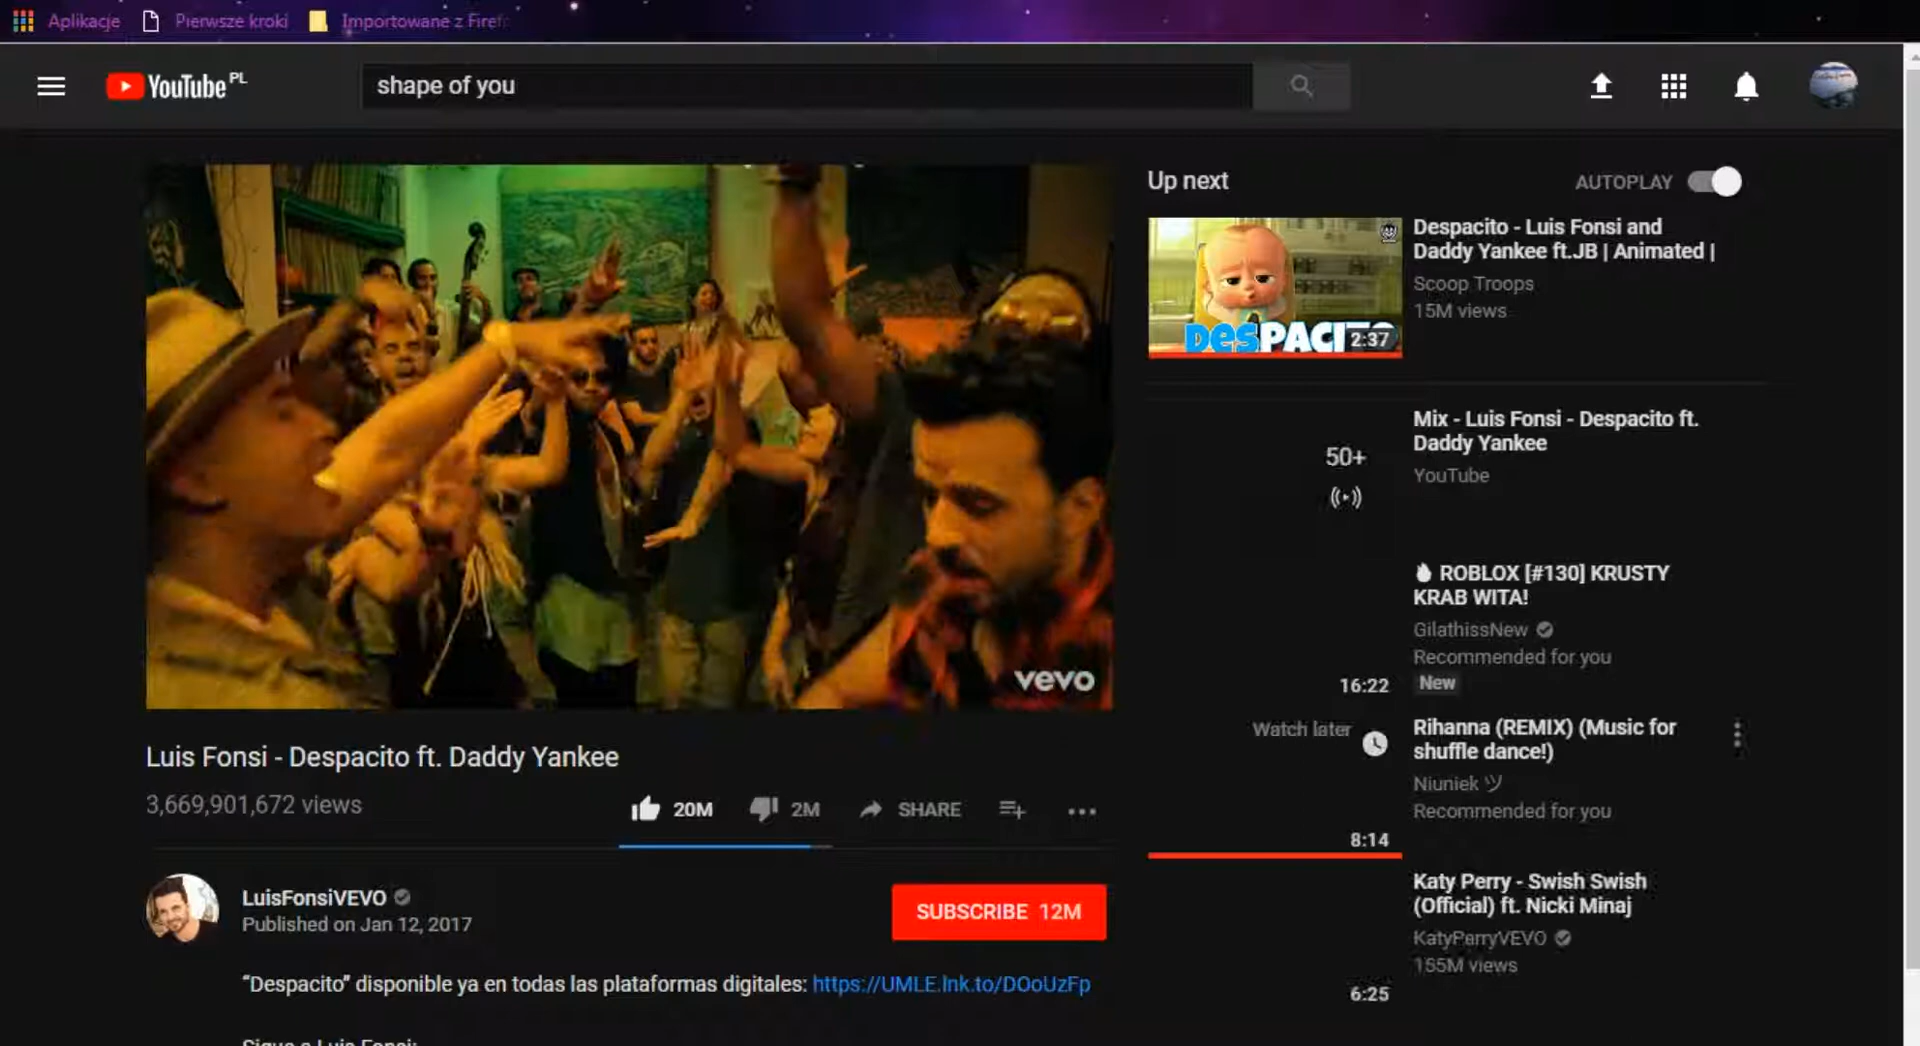 Aplikacje Pierwsze kroki Importowane z Firef
YouTube PL
shape of you
vevo
Luis Fonsi - Despacito ft. Daddy Yankee
3,669,901,672 views
20M 2M SHARE
LuisFonsiVEVO
Published on Jan 12, 2017
SUBSCRIBE 12M
“Despacito” disponible ya en todas las plataformas digitales: https://UMLE.lnk.to/DOoUzFp
Sigue a Luis Fonsi:
Up next AUTOPLAY
DESPACITO 2:37
Despacito - Luis Fonsi and
Daddy Yankee ft.JB | Animated |
Scoop Troops
15M views
50+
Mix - Luis Fonsi - Despacito ft.
Daddy Yankee
YouTube
ROBLOX [#130] KRUSTY
KRAB WITA!
GilathissNew
Recommended for you
16:22 New
Watch later
Rihanna (REMIX) (Music for
shuffle dance!)
Niuniek ツ
Recommended for you
8:14
Katy Perry - Swish Swish
(Official) ft. Nicki Minaj
KatyPerryVEVO
155M views
6:25